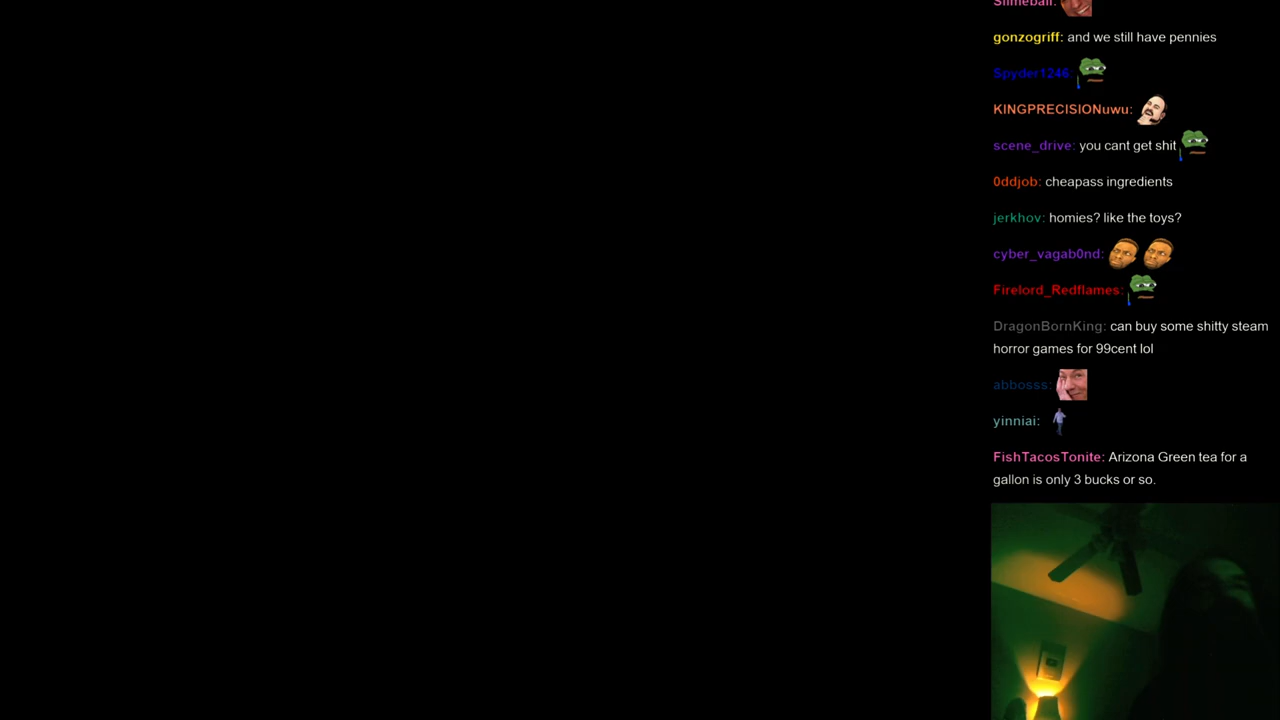 Slimeball:
gonzogriff: and we still have pennies
Spyder1246:
KINGPRECISIONuwu:
scene_drive: you cant get shit
0ddjob: cheapass ingredients
jerkhov: homies? like the toys?
cyber_vagab0nd:
Firelord_Redflames:
DragonBornKing: can buy some shitty steam
horror games for 99cent lol
abbosss:
yinniai:
FishTacosTonite: Arizona Green tea for a
gallon is only 3 bucks or so.